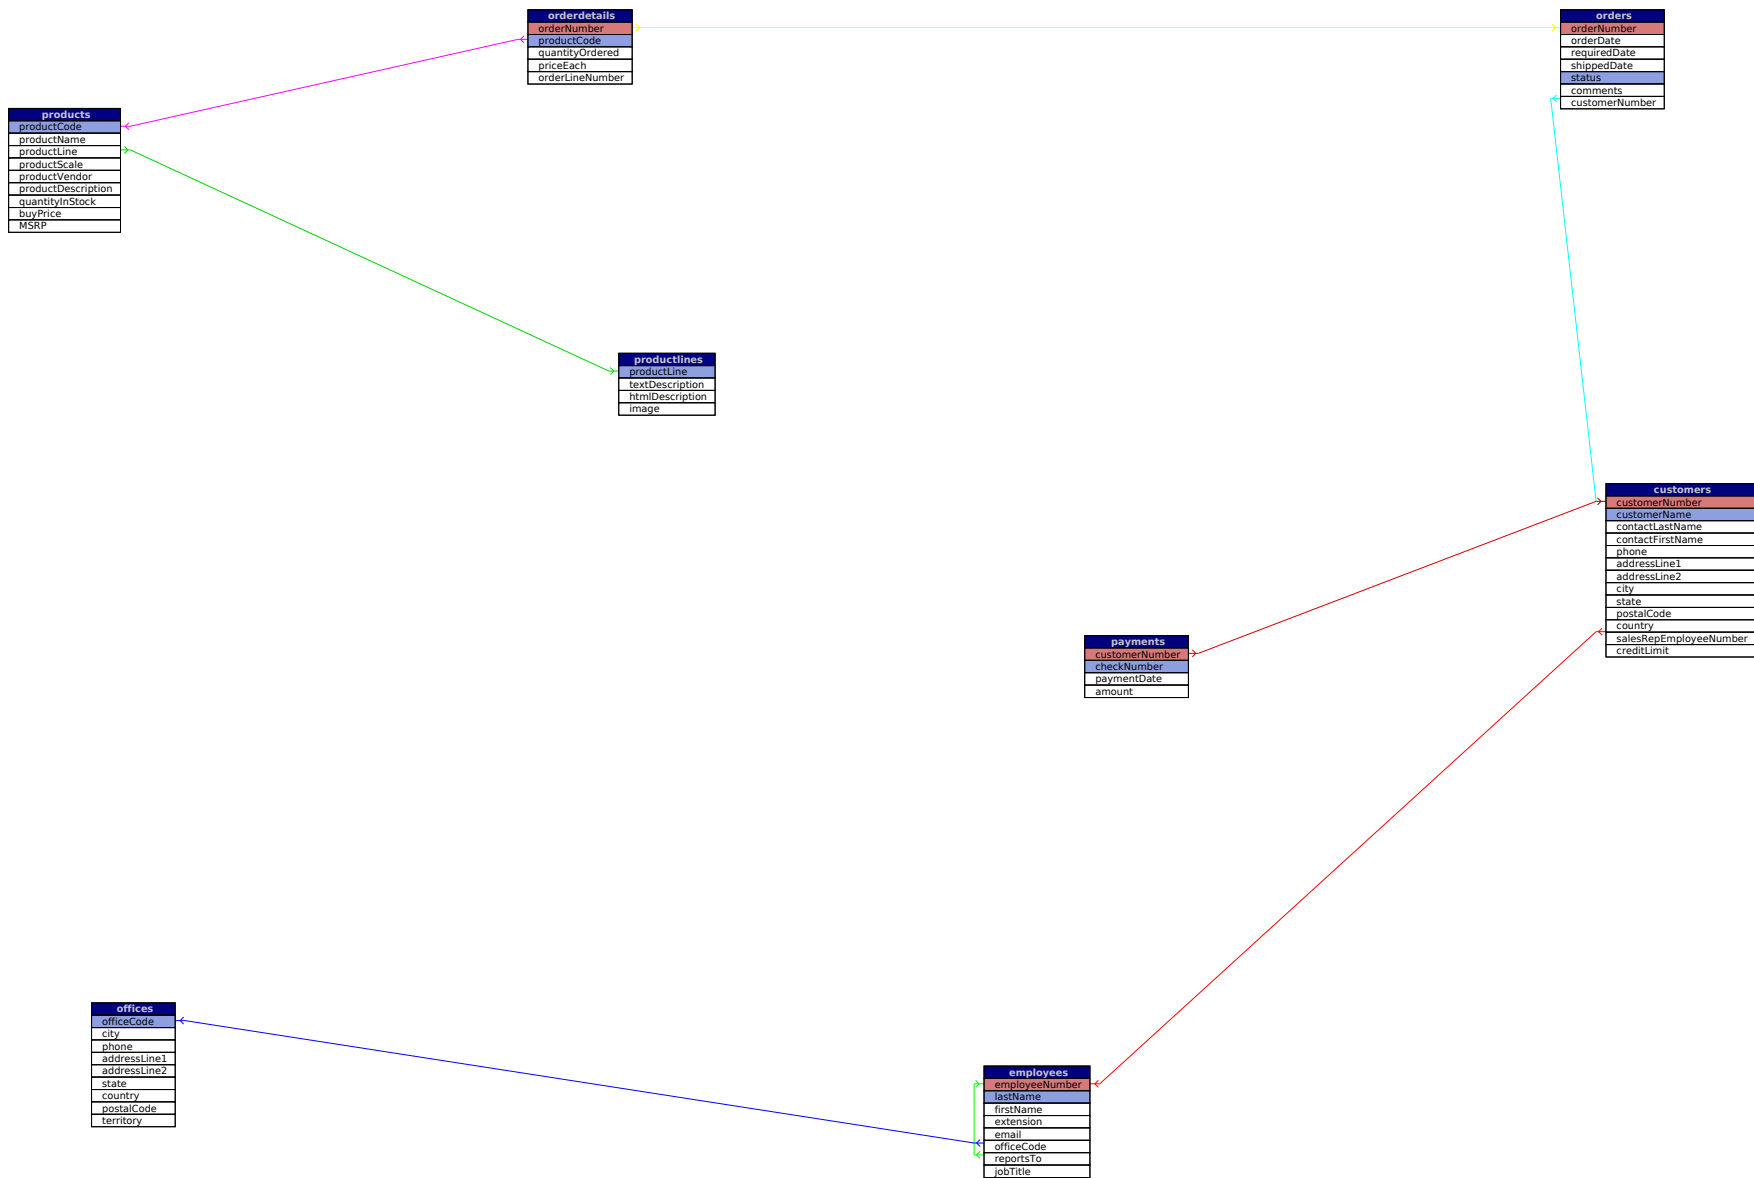 orderdetails
orderNumber
productCode
quantityOrdered
priceEach
orderLineNumber
orders
orderNumber
orderDate
requiredDate
shippedDate
status
comments
customerNumber
products
productCode
productName
productLine
productScale
productVendor
productDescription
quantityInStock
buyPrice
MSRP
productlines
productLine
textDescription
htmlDescription
image
customers
customerNumber
customerName
contactLastName
contactFirstName
phone
addressLine1
addressLine2
city
state
postalCode
country
salesRepEmployeeNumber
creditLimit
payments
customerNumber
checkNumber
paymentDate
amount
offices
officeCode
city
phone
addressLine1
addressLine2
state
country
postalCode
territory
employees
employeeNumber
lastName
firstName
extension
email
officeCode
reportsTo
jobTitle